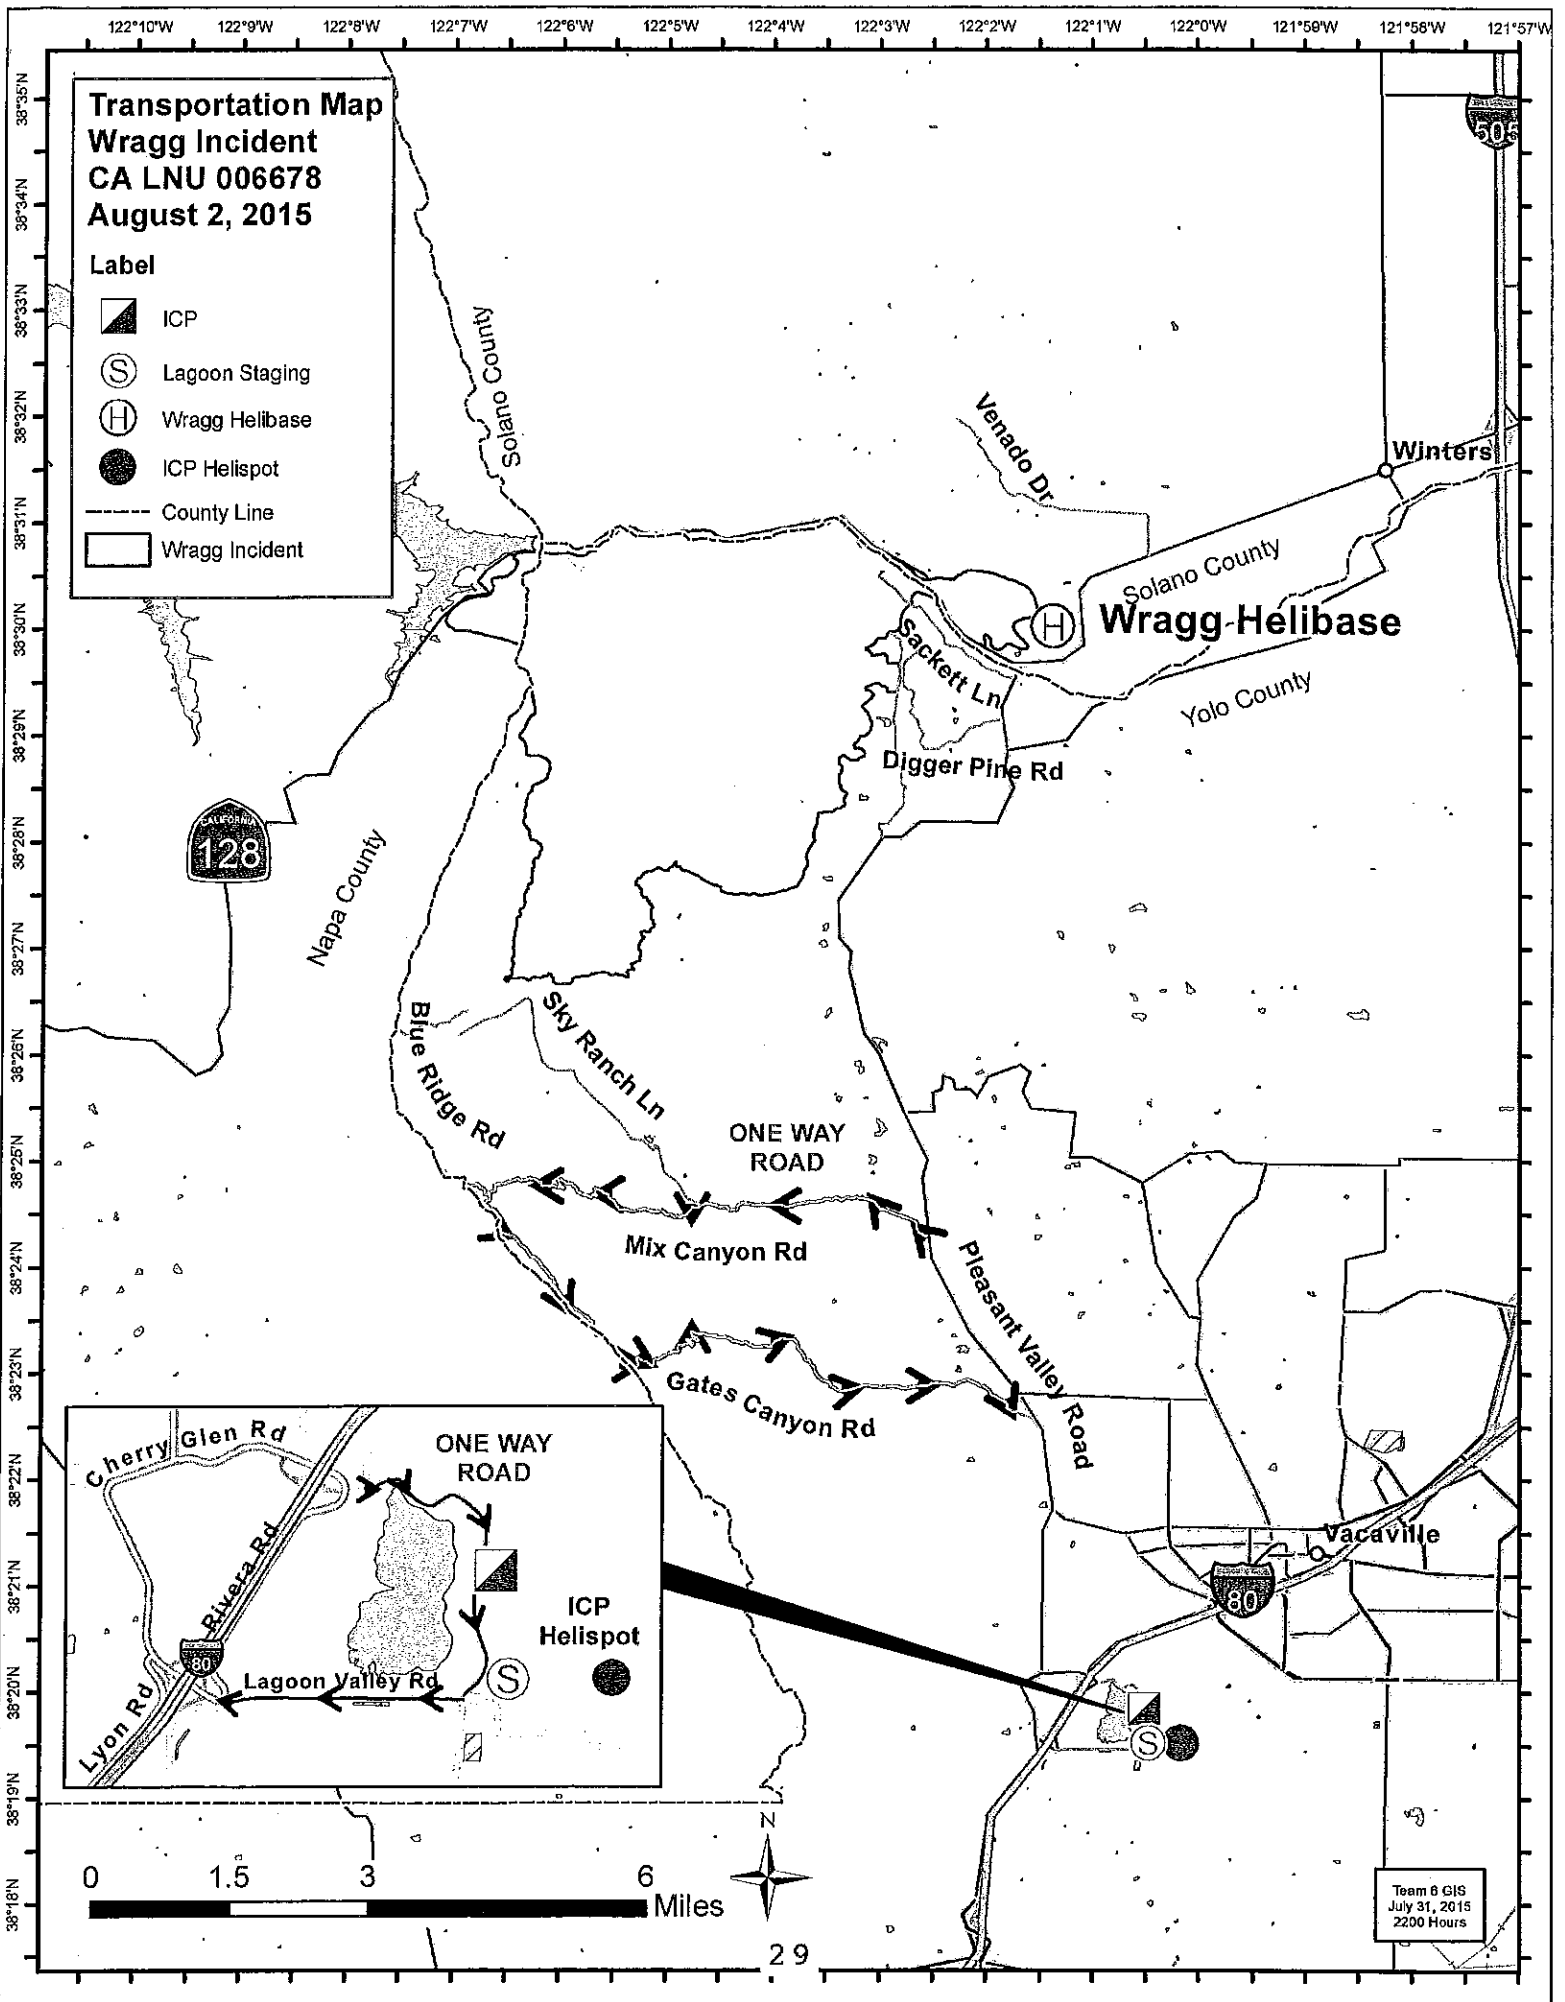 122°10'W 122°9'W 122°8'W 122°7'W 122°6'W 122°5'W 122°4'W 122°3'W 122°2'W 122°1'W 122°0'W 121°59'W 121°58'W 121°57'W
38°35'N
38°34'N
38°33'N
38°32'N
38°31'N
38°30'N
38°29'N
38°28'N
38°27'N
38°26'N
38°25'N
38°24'N
38°23'N
38°22'N
38°21'N
38°20'N
38°19'N
38°18'N
Transportation Map
Wragg Incident
CA LNU 006678
August 2, 2015
Label
ICP
S Lagoon Staging
H Wragg Helibase
ICP Helispot
County Line
Wragg Incident
505
Solano County
Venado Dr
Winters
Solano County
H Wragg Helibase
Sackett Ln
Yolo County
Digger Pine Rd
CALIFORNIA
128
Napa County
Blue Ridge Rd
Sky Ranch Ln
ONE WAY
ROAD
Mix Canyon Rd
Pleasant Valley Road
Gates Canyon Rd
Cherry Glen Rd
ONE WAY
ROAD
Rivera Rd
ICP
Helispot
80
Lagoon Valley Rd
S
Lyon Rd
Vacaville
80
S
0 1.5 3 6
Miles
N
29
Team 6 GIS
July 31, 2015
2200 Hours